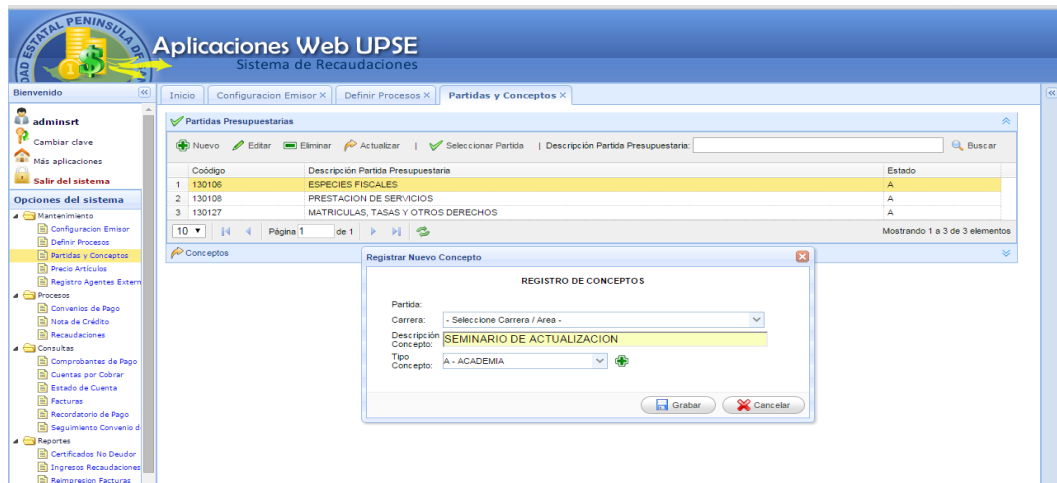 Aplicaciones Web UPSE
Sistema de Recaudaciones
Bienvenido
adminsrt
Cambiar clave
Más aplicaciones
Salir del sistema
Opciones del sistema
Mantenimiento
Configuracion Emisor
Definir Procesos
Partidas y Conceptos
Precio Artículos
Registro Agentes Extern
Procesos
Convenios de Pago
Nota de Crédito
Recaudaciones
Consultas
Comprobantes de Pago
Cuentas por Cobrar
Estado de Cuenta
Facturas
Recordatorio de Pago
Seguimiento Convenio d
Reportes
Certificados No Deudor
Ingresos Recaudaciones
Reimpresion Facturas
Inicio Configuracion Emisor × Definir Procesos × Partidas y Conceptos ×
Partidas Presupuestarias
Nuevo Editar Eliminar Actualizar | Seleccionar Partida | Descripción Partida Presupuestaria: Buscar
Coódigo Descripción Partida Presupuestaria Estado
1 130106 ESPECIES FISCALES A
2 130108 PRESTACION DE SERVICIOS A
3 130127 MATRICULAS, TASAS Y OTROS DERECHOS A
10 Página 1 de 1 Mostrando 1 a 3 de 3 elementos
Conceptos
Registrar Nuevo Concepto
REGISTRO DE CONCEPTOS
Partida:
Carrera: - Seleccione Carrera / Area -
Descripción Concepto: SEMINARIO DE ACTUALIZACION
Tipo Concepto: A - ACADEMIA
Grabar Cancelar